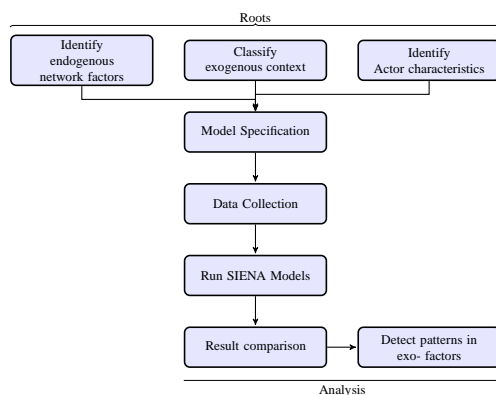 Roots
Identify
endogenous
network factors
Classify
exogenous context
Identify
Actor characteristics
Model Specification
Data Collection
Run SIENA Models
Result comparison
Detect patterns in
exo- factors
Analysis